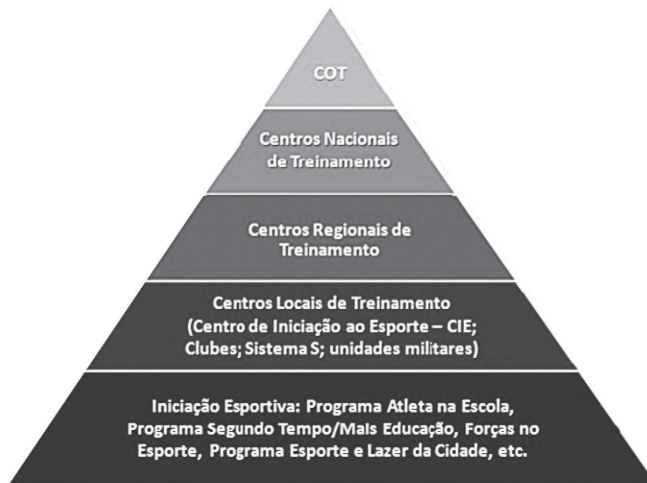 COT
Centros Nacionais
de Treinamento
Centros Regionais de
Treinamento
Centros Locais de Treinamento
(Centro de Iniciação ao Esporte – CIE;
Clubes; Sistema S; unidades militares)
Iniciação Esportiva: Programa Atleta na Escola,
Programa Segundo Tempo/Mais Educação, Forças no
Esporte, Programa Esporte e Lazer da Cidade, etc.